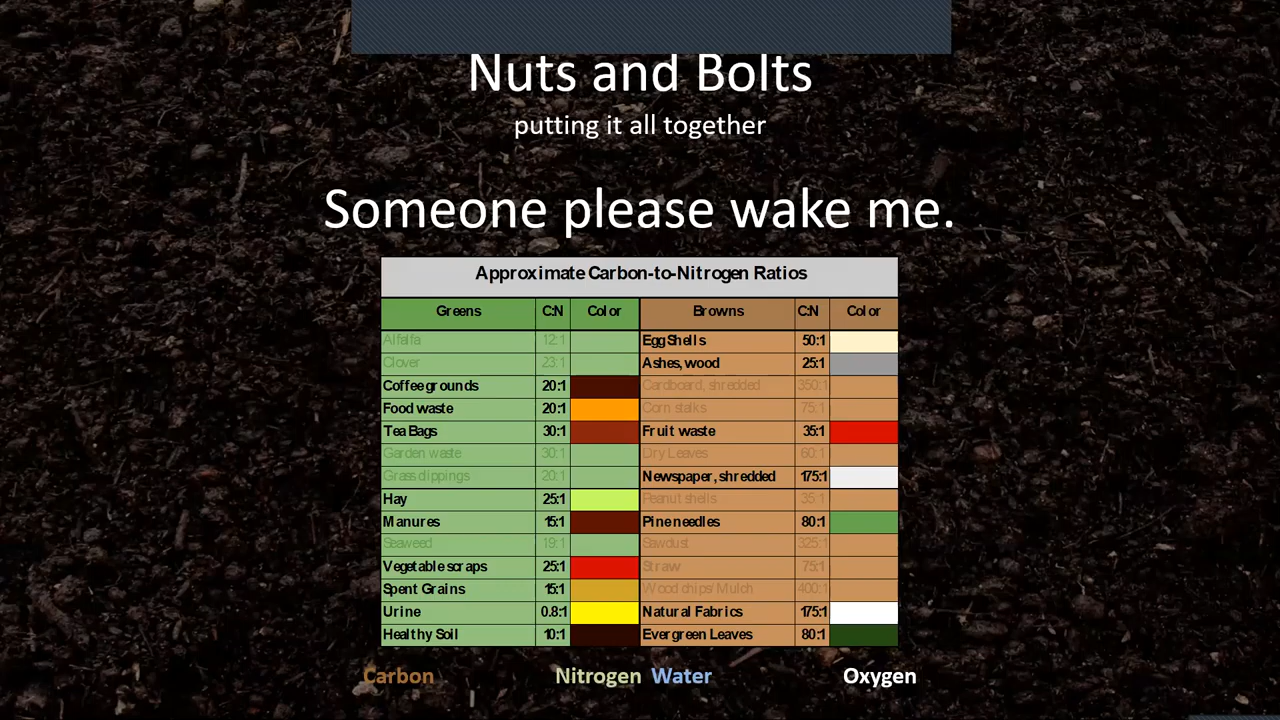 Nuts and Bolts
putting it all together
Someone please wake me.
Approximate Carbon-to-Nitrogen Ratios
Greens C:N Color Browns C:N Color
Alfalfa 12:1 Egg Shells 50:1
Clover 23:1 Ashes, wood 25:1
Coffee grounds 20:1 Cardboard, shredded 350:1
Food waste 20:1 Corn stalks 75:1
Tea Bags 30:1 Fruit waste 35:1
Garden waste 30:1 Dry Leaves 60:1
Grass clippings 20:1 Newspaper, shredded 175:1
Hay 25:1 Peanut shells 35:1
Manures 15:1 Pine needles 80:1
Seaweed 19:1 Sawdust 325:1
Vegetable scraps 25:1 Straw 75:1
Spent Grains 15:1 Wood chips/ Mulch 400:1
Urine 0.8:1 Natural Fabrics 175:1
Healthy Soil 10:1 Evergreen Leaves 80:1
Carbon Nitrogen Water Oxygen